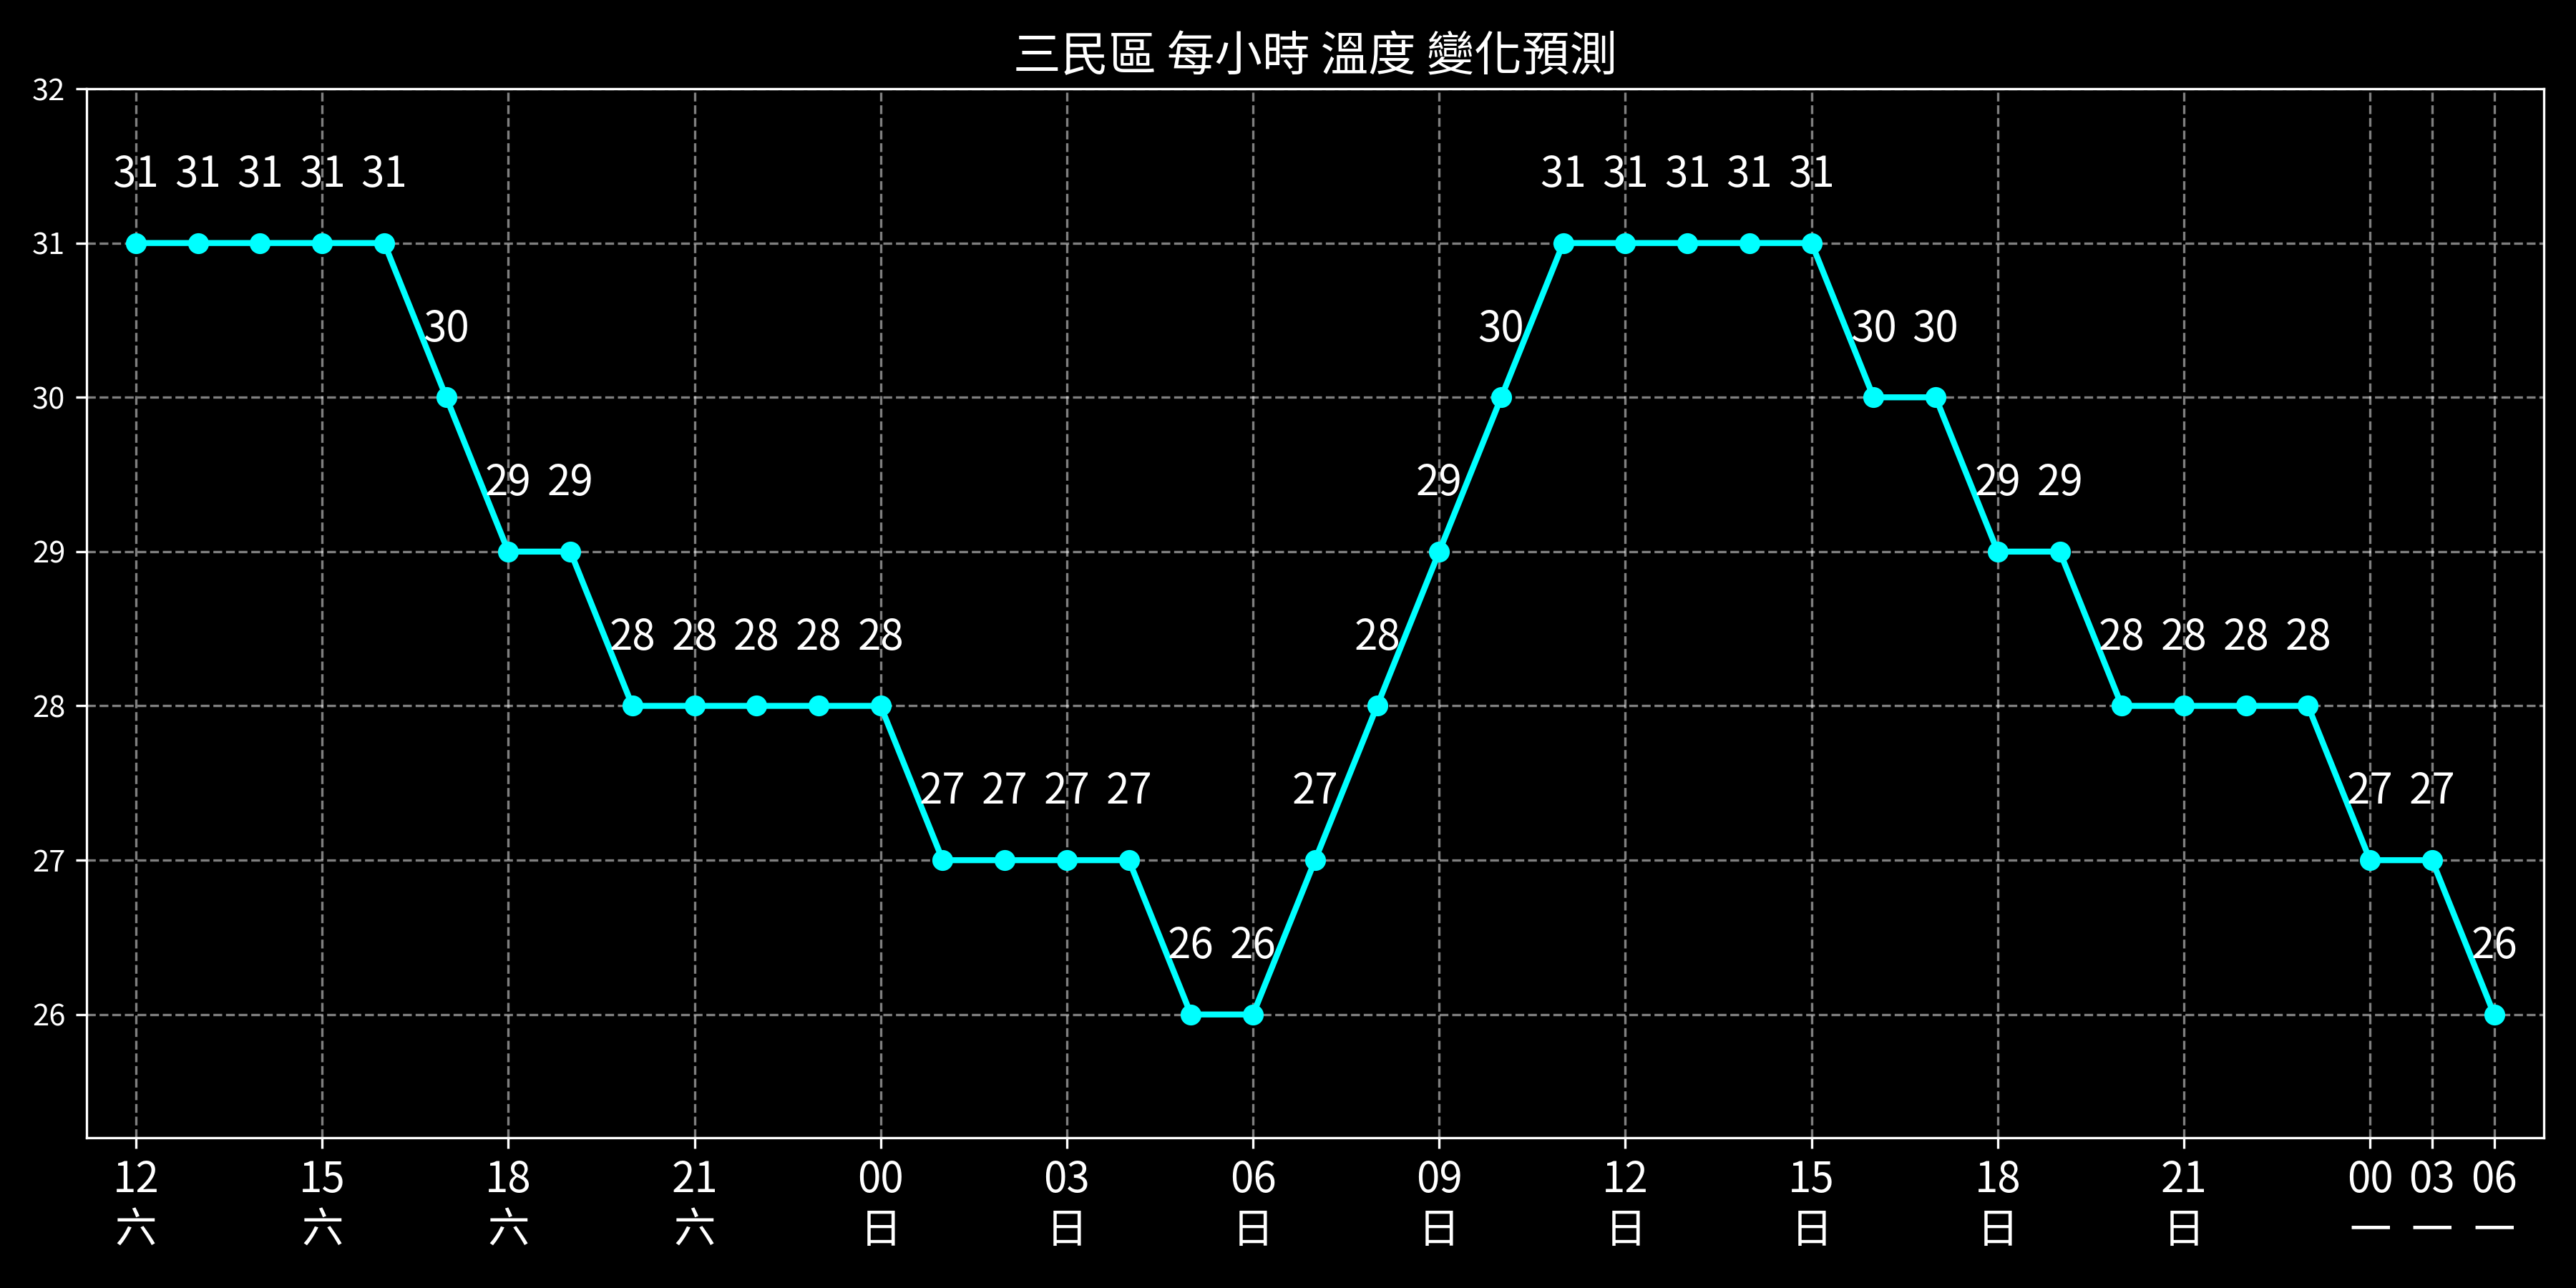 三民區 每小時 溫度 變化預測
32
31 31 31 31 31 31 31 31 31 31
31
30 30 30 30
30
29 29 29 29 29
29
28 28 28 28 28 28 28 28 28 28
28
27 27 27 27 27 27 27
27
26 26 26
26
12 15 18 21 00 03 06 09 12 15 18 21 00 03 06
六 六 六 六 日 日 日 日 日 日 日 日 一 一 一